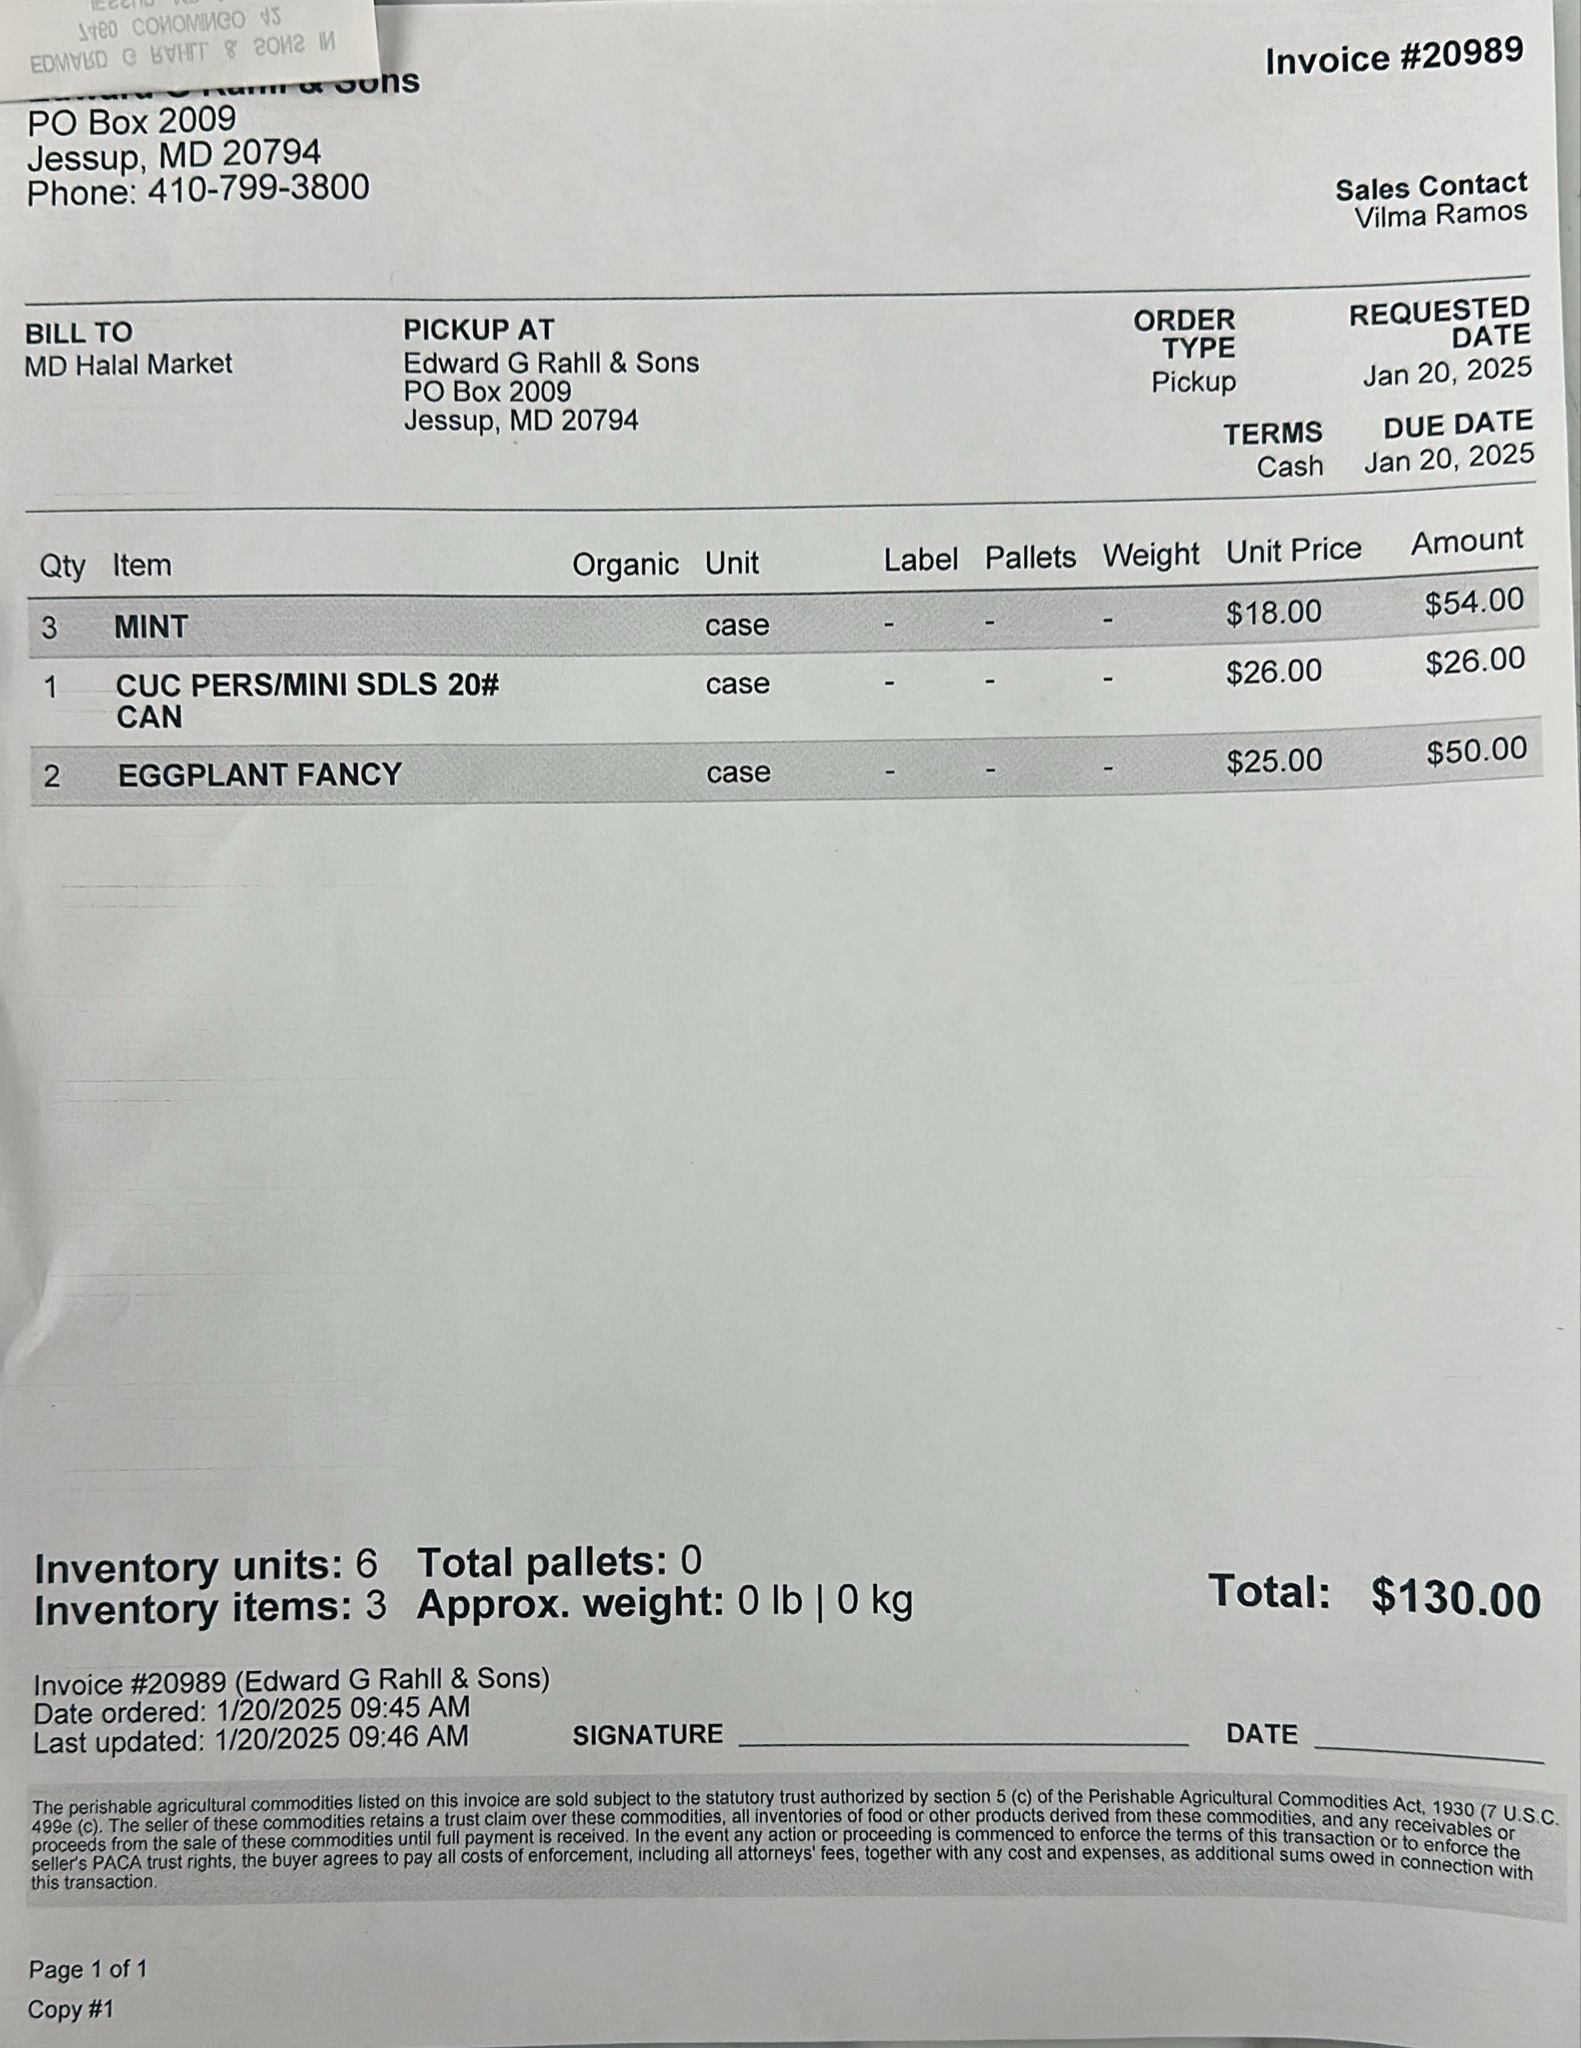 EDWARD G RAHLL & SONS IN
7460 CONOMINGO
Sons
PO Box 2009
Jessup, MD 20794
Phone: 410-799-3800
Invoice #20989
Sales Contact
Vilma Ramos
BILL TO
MD Halal Market
PICKUP AT
Edward G Rahll & Sons
PO Box 2009
Jessup, MD 20794
ORDER
TYPE
Pickup
REQUESTED
DATE
Jan 20, 2025
TERMS
Cash
DUE DATE
Jan 20, 2025
Qty Item Organic Unit Label Pallets Weight Unit Price Amount
3 MINT case - - - $18.00 $54.00
1 CUC PERS/MINI SDLS 20# case - - - $26.00 $26.00
CAN
2 EGGPLANT FANCY case - - - $25.00 $50.00
Inventory units: 6 Total pallets: 0
Inventory items: 3 Approx. weight: 0 lb | 0 kg
Total: $130.00
Invoice #20989 (Edward G Rahll & Sons)
Date ordered: 1/20/2025 09:45 AM
Last updated: 1/20/2025 09:46 AM
SIGNATURE DATE
The perishable agricultural commodities listed on this invoice are sold subject to the statutory trust authorized by section 5 (c) of the Perishable Agricultural Commodities Act, 1930 (7 U.S.C.
499e (c). The seller of these commodities retains a trust claim over these commodities, all inventories of food or other products derived from these commodities, and any receivables or
proceeds from the sale of these commodities until full payment is received. In the event any action or proceeding is commenced to enforce the terms of this transaction or to enforce the
seller's PACA trust rights, the buyer agrees to pay all costs of enforcement, including all attorneys' fees, together with any cost and expenses, as additional sums owed in connection with
this transaction.
Page 1 of 1
Copy #1